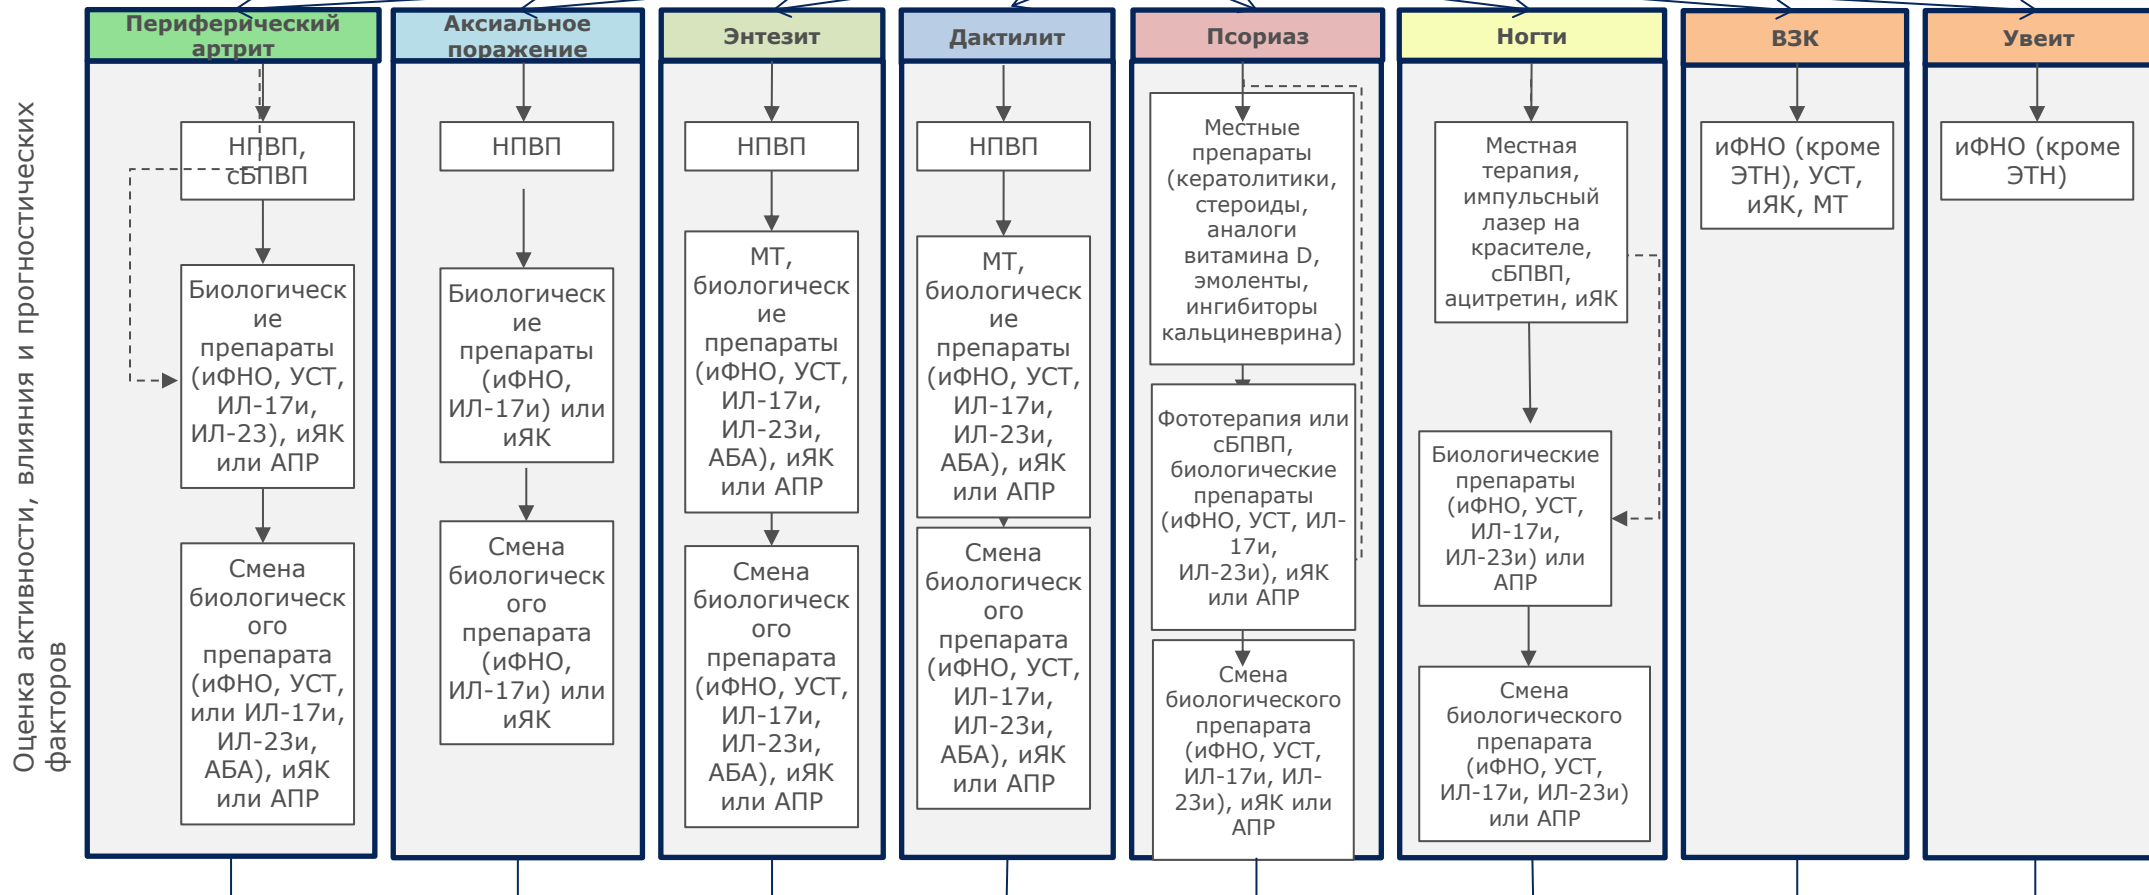 Оценка активности, влияния и прогностических
факторов
Периферический
артрит
НПВП,
сБПВП
Биологическ
ие
препараты
(иФНО, УСТ,
ИЛ-17и,
ИЛ-23), иЯК
или АПР
Смена
биологическ
ого
препарата
(иФНО, УСТ,
или ИЛ-17и,
ИЛ-23и,
АБА), иЯК
или АПР
Аксиальное
поражение
НПВП
Биологическ
ие
препараты
(иФНО,
ИЛ-17и) или
иЯК
Смена
биологическ
ого
препарата
(иФНО,
ИЛ-17и) или
иЯК
Энтезит
НПВП
МТ,
биологическ
ие
препараты
(иФНО, УСТ,
ИЛ-17и,
ИЛ-23и,
АБА), иЯК
или АПР
Смена
биологическ
ого
препарата
(иФНО, УСТ,
ИЛ-17и,
ИЛ-23и,
АБА), иЯК
или АПР
Дактилит
НПВП
МТ,
биологическ
ие
препараты
(иФНО, УСТ,
ИЛ-17и,
ИЛ-23и,
АБА), иЯК
или АПР
Смена
биологическ
ого
препарата
(иФНО, УСТ,
ИЛ-17и,
ИЛ-23и,
АБА), иЯК
или АПР
Псориаз
Местные
препараты
(кератолитики,
стероиды,
аналоги
витамина D,
эмоленты,
ингибиторы
кальциневрина)
Фототерапия или
сБПВП,
биологические
препараты
(иФНО, УСТ, ИЛ-
17и,
ИЛ-23и), иЯК
или АПР
Смена
биологического
препарата
(иФНО, УСТ,
ИЛ-17и, ИЛ-
23и), иЯК или
АПР
Ногти
Местная
терапия,
импульсный
лазер на
красителе,
сБПВП,
ацитретин, иЯК
Биологические
препараты
(иФНО, УСТ,
ИЛ-17и,
ИЛ-23и) или
АПР
Смена
биологического
препарата
(иФНО, УСТ,
ИЛ-17и, ИЛ-23и)
или АПР
ВЗК
иФНО (кроме
ЭТН), УСТ,
иЯК, МТ
Увеит
иФНО (кроме
ЭТН)